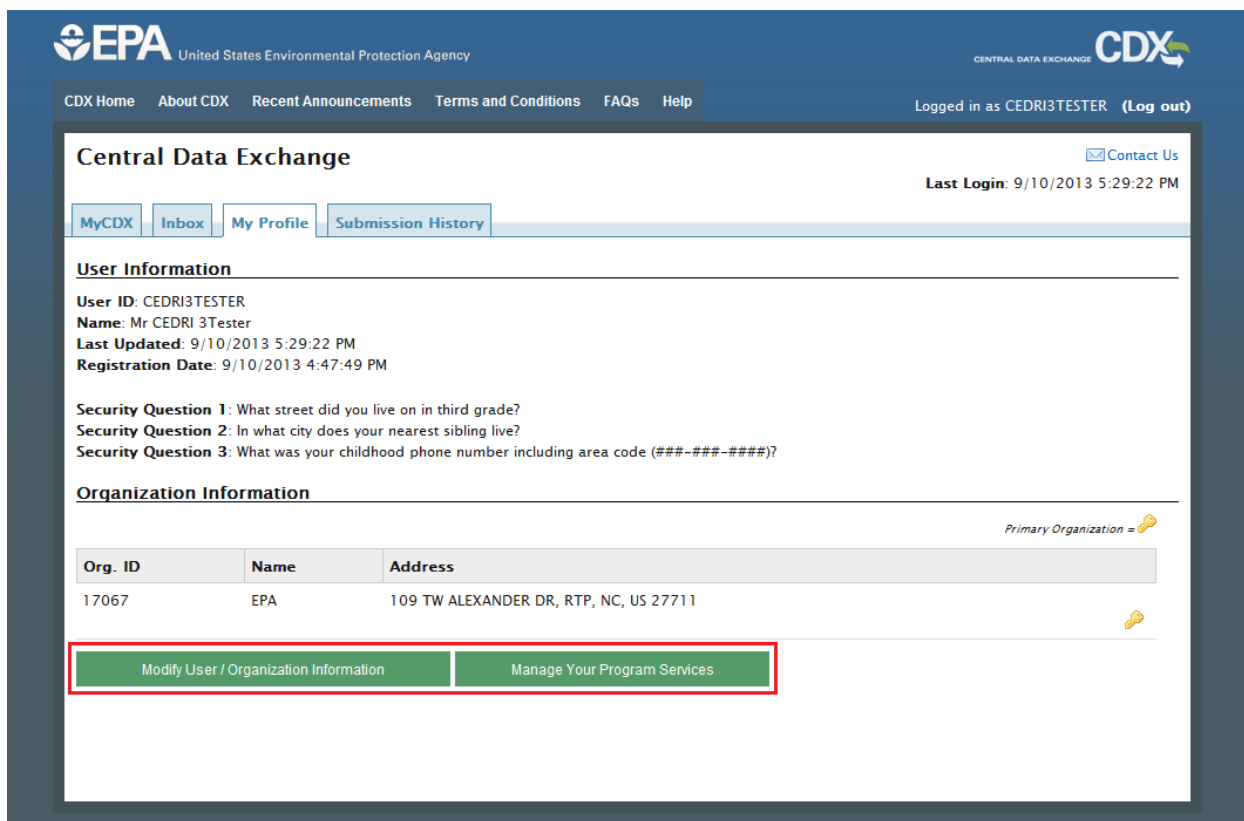 EPA United States Environmental Protection Agency
CENTRAL DATA EXCHANGE CDX
CDX Home About CDX Recent Announcements Terms and Conditions FAQs Help
Logged in as CEDRI3TESTER (Log out)
Central Data Exchange
Contact Us
Last Login: 9/10/2013 5:29:22 PM
MyCDX Inbox My Profile Submission History
User Information
User ID: CEDRI3TESTER
Name: Mr CEDRI 3Tester
Last Updated: 9/10/2013 5:29:22 PM
Registration Date: 9/10/2013 4:47:49 PM
Security Question 1: What street did you live on in third grade?
Security Question 2: In what city does your nearest sibling live?
Security Question 3: What was your childhood phone number including area code (###-###-####)?
Organization Information
Primary Organization =
Org. ID Name Address
17067 EPA 109 TW ALEXANDER DR, RTP, NC, US 27711
Modify User / Organization Information Manage Your Program Services